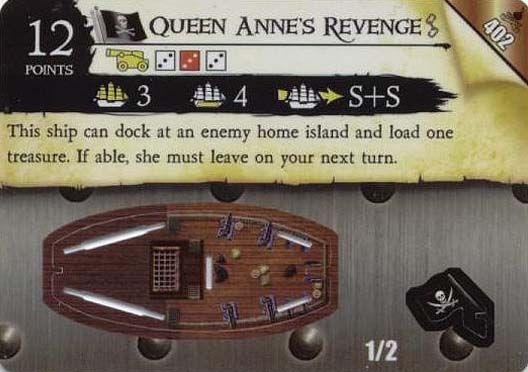 12
POINTS
QUEEN ANNE'S REVENGE
402
3 4 S+S
This ship can dock at an enemy home island and load one
treasure. If able, she must leave on your next turn.
1/2